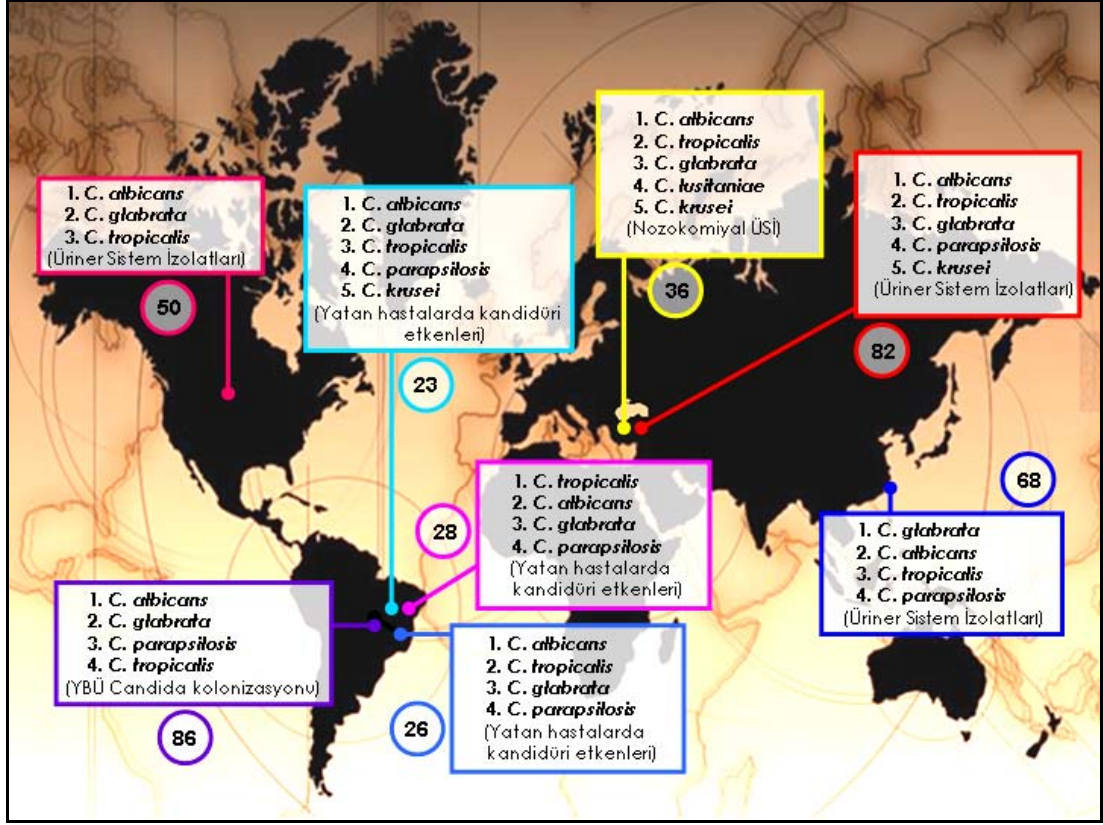 1. C. albicans
2. C. glabrata
3. C. tropicalis
(Üriner Sistem İzolatları)
50
1. C. albicans
2. C. glabrata
3. C. tropicalis
4. C. parapsilosis
5. C. krusei
(Yatan hastalarda kandidüri
etkenleri)
23
1. C. albicans
2. C. tropicalis
3. C. glabrata
4. C. lusitaniae
5. C. krusei
(Nozokomiyal ÜSİ)
36
1. C. albicans
2. C. tropicalis
3. C. glabrata
4. C. parapsilosis
5. C. krusei
(Üriner Sistem İzolatları)
82
1. C. tropicalis
2. C. albicans
3. C. glabrata
4. C. parapsilosis
(Yatan hastalarda
kandidüri etkenleri)
28
68
1. C. glabrata
2. C. albicans
3. C. tropicalis
4. C. parapsilosis
(Üriner Sistem İzolatları)
1. C. albicans
2. C. glabrata
3. C. parapsilosis
4. C. tropicalis
(YBÜ Candida kolonizasyonu)
86
1. C. albicans
2. C. tropicalis
3. C. glabrata
4. C. parapsilosis
(Yatan hastalarda
kandidüri etkenleri)
26